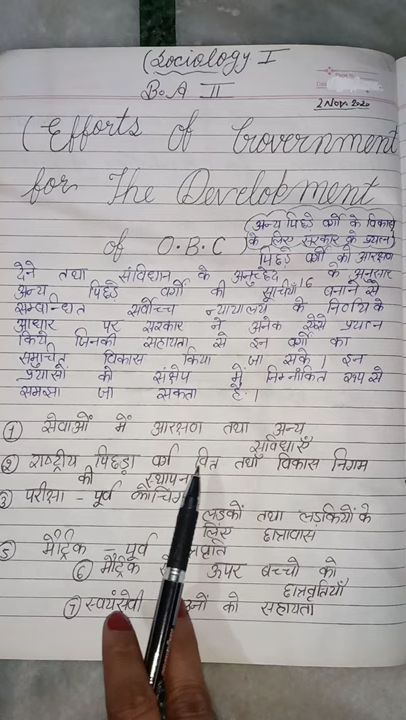 Sociology I
B.A II
2 Nov. 2020
(Efforts of Government
for The Develobment
of O.B.C
(अन्य पिछड़े वर्गों के विकास
के लिए सरकार के प्रयास)
पिछड़े वर्गों को आरक्षण
देने तथा संविधान के अनुच्छेद 16 के अनुसार
अन्य पिछड़े वर्गों की सूचियाँ बनाने से
सम्बन्धित सर्वोच्च न्यायालय के निर्णय के
आधार पर सरकार ने अनेक ऐसे प्रयास
किये जिनकी सहायता से इन वर्गों का
समुचित विकास किया जा सके। इन
प्रयासों को संक्षेप में निम्नांकित रूप से
समझा जा सकता है।
① सेवाओं में आरक्षण तथा अन्य
सुविधाएँ
② राष्ट्रीय पिछड़ा वर्ग वित्त तथा विकास निगम
की स्थापना
③ परीक्षा - पूर्व कोचिंग
लड़कों तथा लड़कियों के
लिए छात्रावास
⑤ मैट्रिक - पूर्व
⑥ मैट्रिक से ऊपर बच्चो को
छात्रवृत्तियाँ
⑦ स्वयंसेवी को सहायता